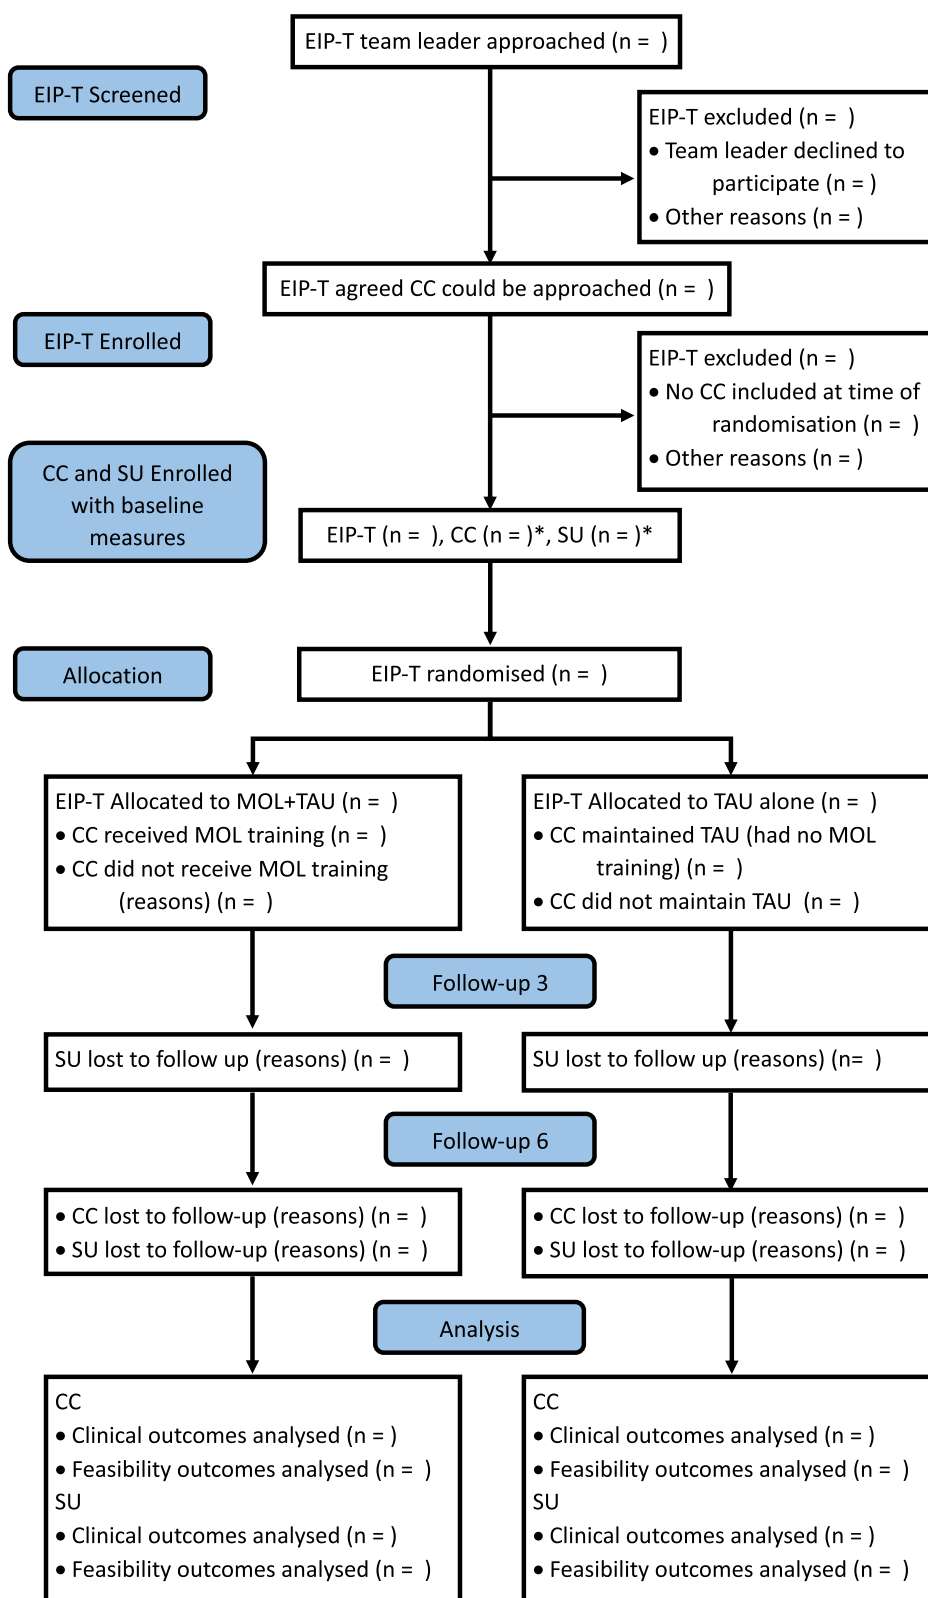 EIP-T team leader approached (n =  )
EIP-T Screened
EIP-T excluded (n =  )
• Team leader declined to
participate (n = )
• Other reasons (n = )
EIP-T agreed CC could be approached (n =  )
EIP-T Enrolled
EIP-T excluded (n =  )
• No CC included at time of
randomisation (n =  )
• Other reasons (n = )
CC and SU Enrolled
with baseline
measures
EIP-T (n =  ), CC (n = )*, SU (n = )*
Allocation
EIP-T randomised (n =  )
EIP-T Allocated to MOL+TAU (n =  )
• CC received MOL training (n =  )
• CC did not receive MOL training
(reasons) (n =  )
EIP-T Allocated to TAU alone (n =  )
• CC maintained TAU (had no MOL
training) (n =  )
• CC did not maintain TAU  (n =  )
Follow-up 3
SU lost to follow up (reasons) (n =  )
SU lost to follow up (reasons) (n=  )
Follow-up 6
• CC lost to follow-up (reasons) (n =  )
• SU lost to follow-up (reasons) (n =  )
• CC lost to follow-up (reasons) (n =  )
• SU lost to follow-up (reasons) (n =  )
Analysis
CC
• Clinical outcomes analysed (n = )
• Feasibility outcomes analysed (n =  )
SU
• Clinical outcomes analysed (n = )
• Feasibility outcomes analysed (n =  )
CC
• Clinical outcomes analysed (n = )
• Feasibility outcomes analysed (n =  )
SU
• Clinical outcomes analysed (n = )
• Feasibility outcomes analysed (n =  )